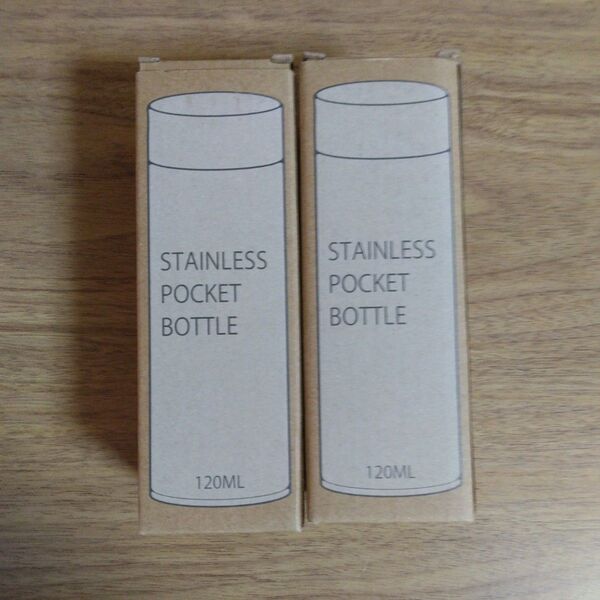 STAINLESS
POCKET
BOTTLE
120ML
STAINLESS
POCKET
BOTTLE
120ML